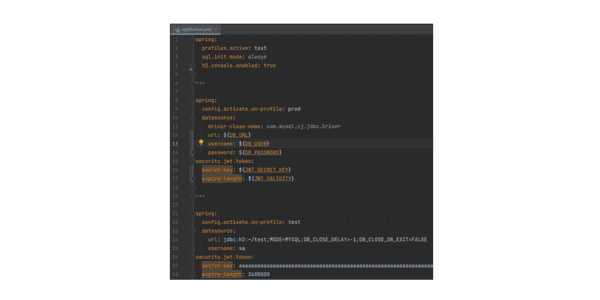 application.yml
1 spring:
2 profiles.active: test
3 sql.init.mode: always
4 h2.console.enabled: true
5
6 ---
7
8 spring:
9 config.activate.on-profile: prod
10 datasource:
11 driver-class-name: com.mysql.cj.jdbc.Driver
12 url: ${DB_URL}
13 username: ${DB_USER}
14 password: ${DB_PASSWORD}
15 security.jwt.token:
16 secret-key: ${JWT_SECRET_KEY}
17 expire-length: ${JWT_VALIDITY}
18
19 ---
20
21 spring:
22 config.activate.on-profile: test
23 datasource:
24 url: jdbc:h2:~/test;MODE=MYSQL;DB_CLOSE_DELAY=-1;DB_CLOSE_ON_EXIT=FALSE
25 username: sa
26 security.jwt.token:
27 secret-key:
28 expire-length: 3600000